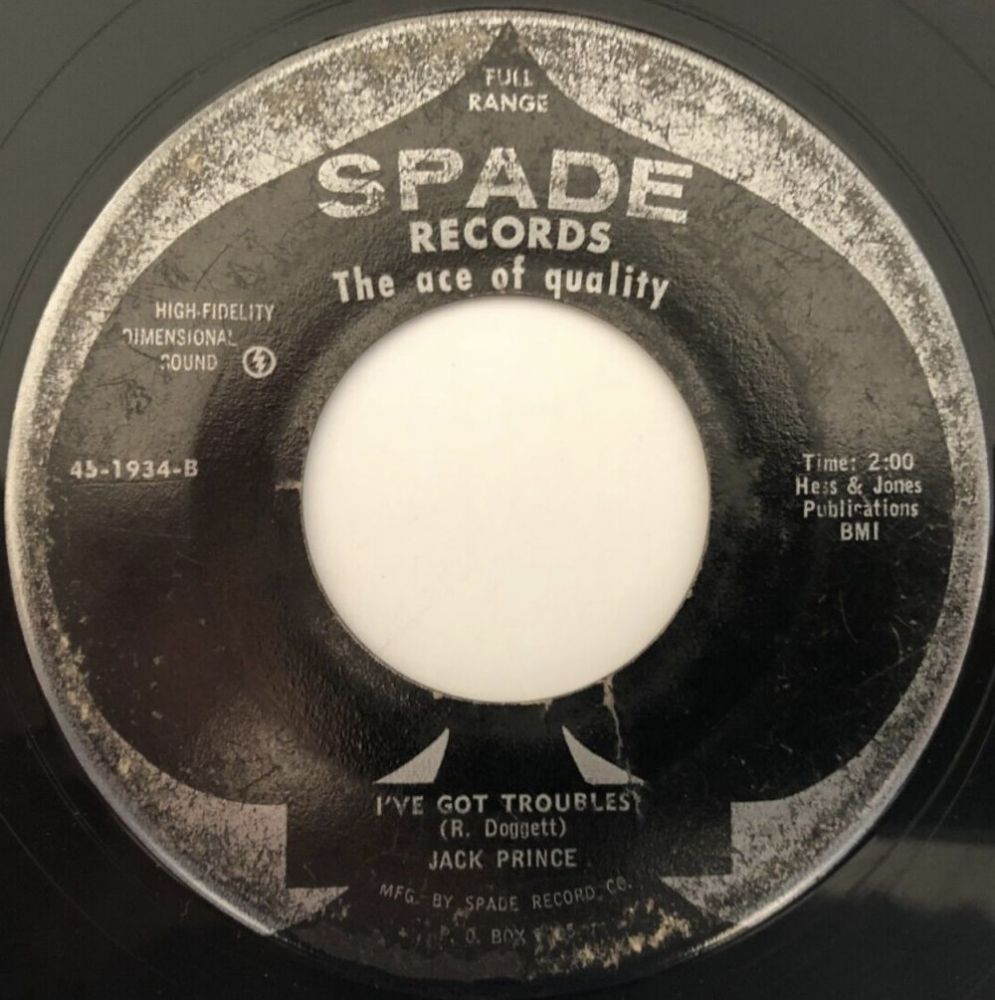 FULL
RANGE
SPADE
RECORDS
The ace of quality
HIGH-FIDELITY
DIMENSIONAL
SOUND
45-1934-B
Time: 2:00
Hess & Jones
Publications
BMI
I'VE GOT TROUBLES
(R. Doggett)
JACK PRINCE
MFG. BY SPADE RECORD CO.
P. O. BOX